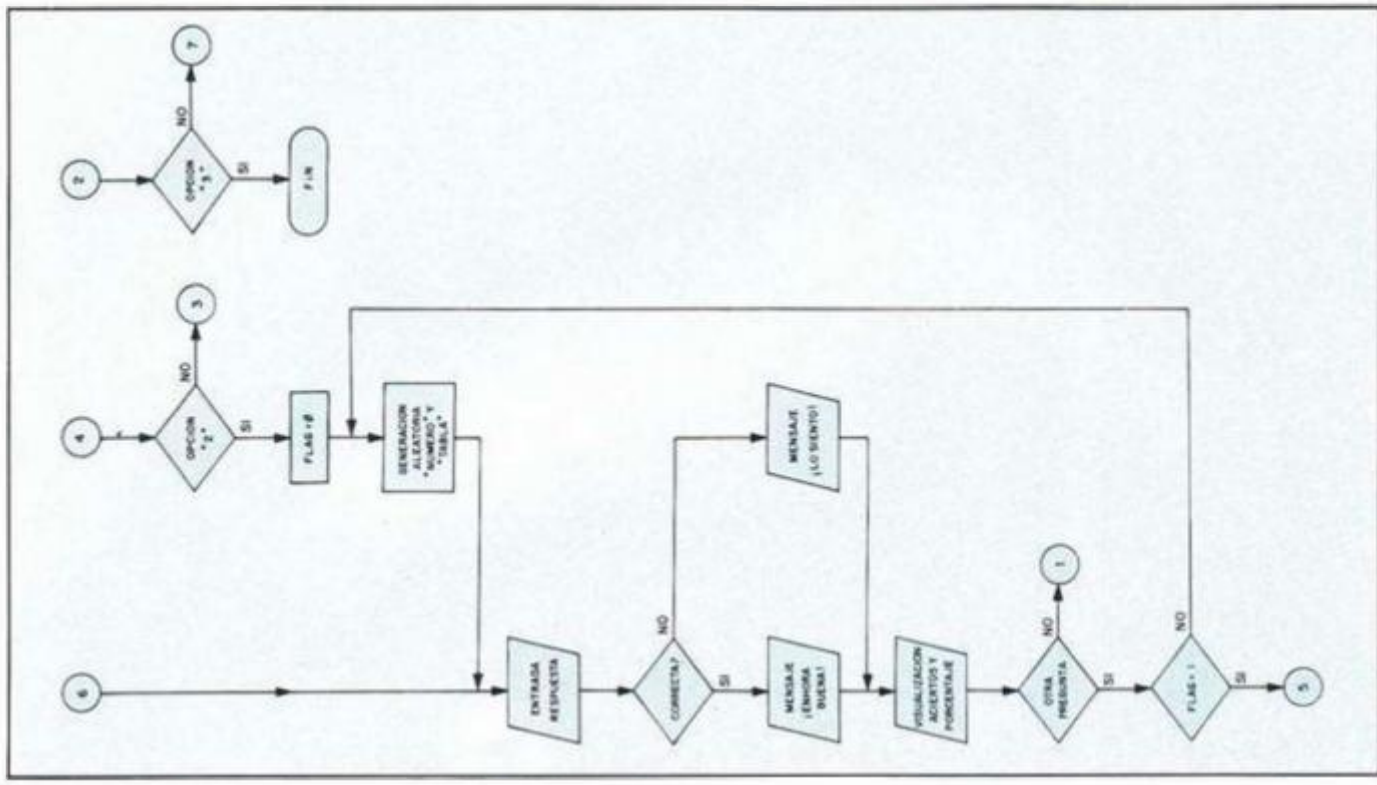 6
ENTRADA
RESPUESTA
CORRECTA?
NO
SI
MENSAJE
¡ENHORA
BUENA!
MENSAJE
¡LO SIENTO!
VISUALIZACION
ACIERTOS Y
PORCENTAJE
OTRA
PREGUNTA
NO
1
SI
FLAG = 1
NO
SI
5
4
OPCION
"2"
NO
3
SI
FLAG = Ø
GENERACION
ALEATORIA
"NUMERO" Y
"TABLA"
2
OPCION
"3"
NO
7
SI
FIN